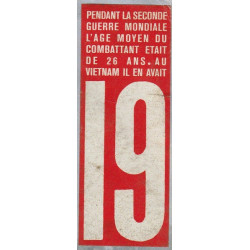 PENDANT LA SECONDE
GUERRE MONDIALE
L'AGE MOYEN DU
COMBATTANT ETAIT
DE 26 ANS. AU
VIETNAM IL EN AVAIT
19